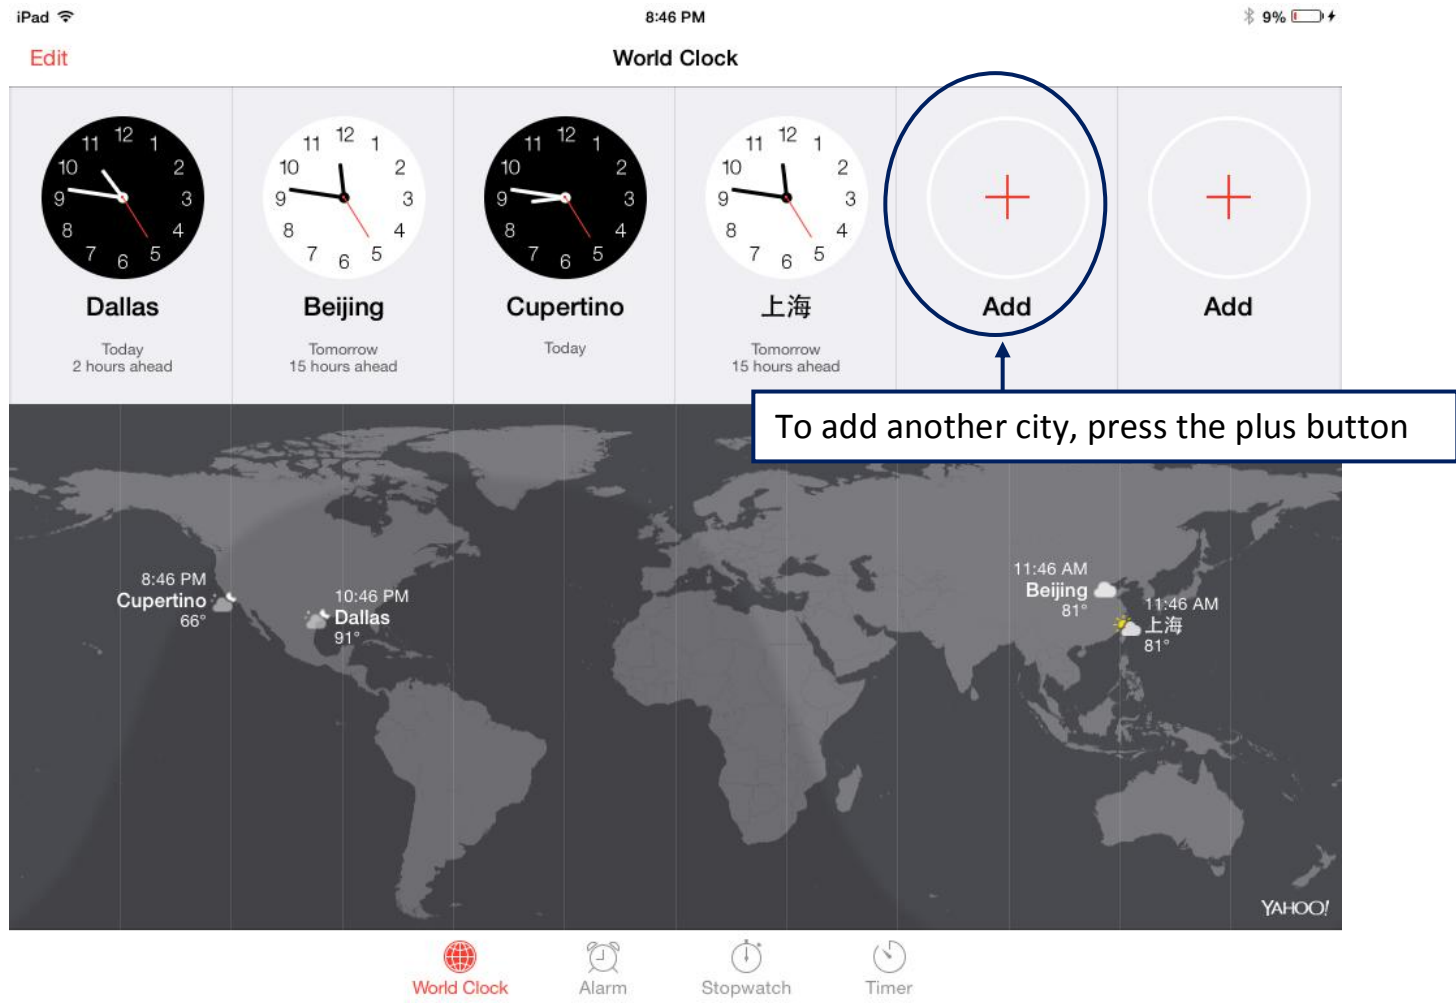 iPad
8:46 PM
9%
Edit
World Clock
12
1
2
3
4
5
6
7
8
9
10
11
12
1
2
3
4
5
6
7
8
9
10
11
12
1
2
3
4
5
6
7
8
9
10
11
12
1
2
3
4
5
6
7
8
9
10
11
Dallas
Beijing
Cupertino
上海
Add
Add
Today
2 hours ahead
Tomorrow
15 hours ahead
Today
Tomorrow
15 hours ahead
To add another city, press the plus button
8:46 PM
Cupertino
66°
10:46 PM
Dallas
91°
11:46 AM
Beijing
81°
11:46 AM
上海
81°
YAHOO!
World Clock
Alarm
Stopwatch
Timer